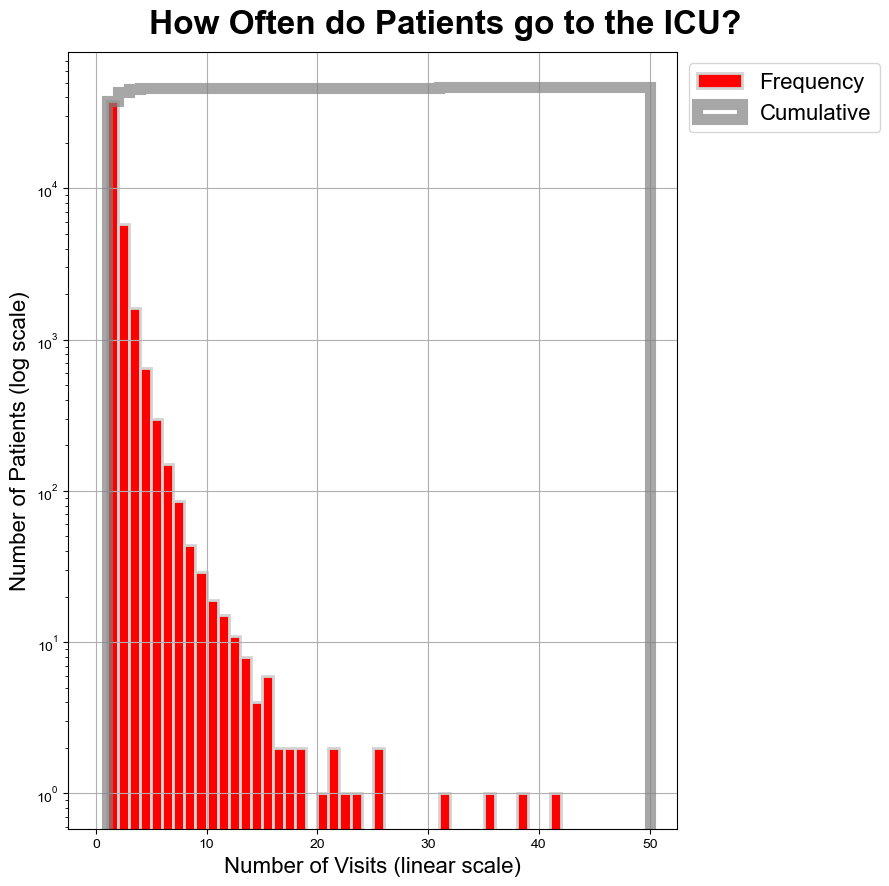 How Often do Patients go to the ICU?
Frequency
Cumulative
Number of Patients (log scale)
10^4
10^3
10^2
10^1
10^0
0 10 20 30 40 50
Number of Visits (linear scale)